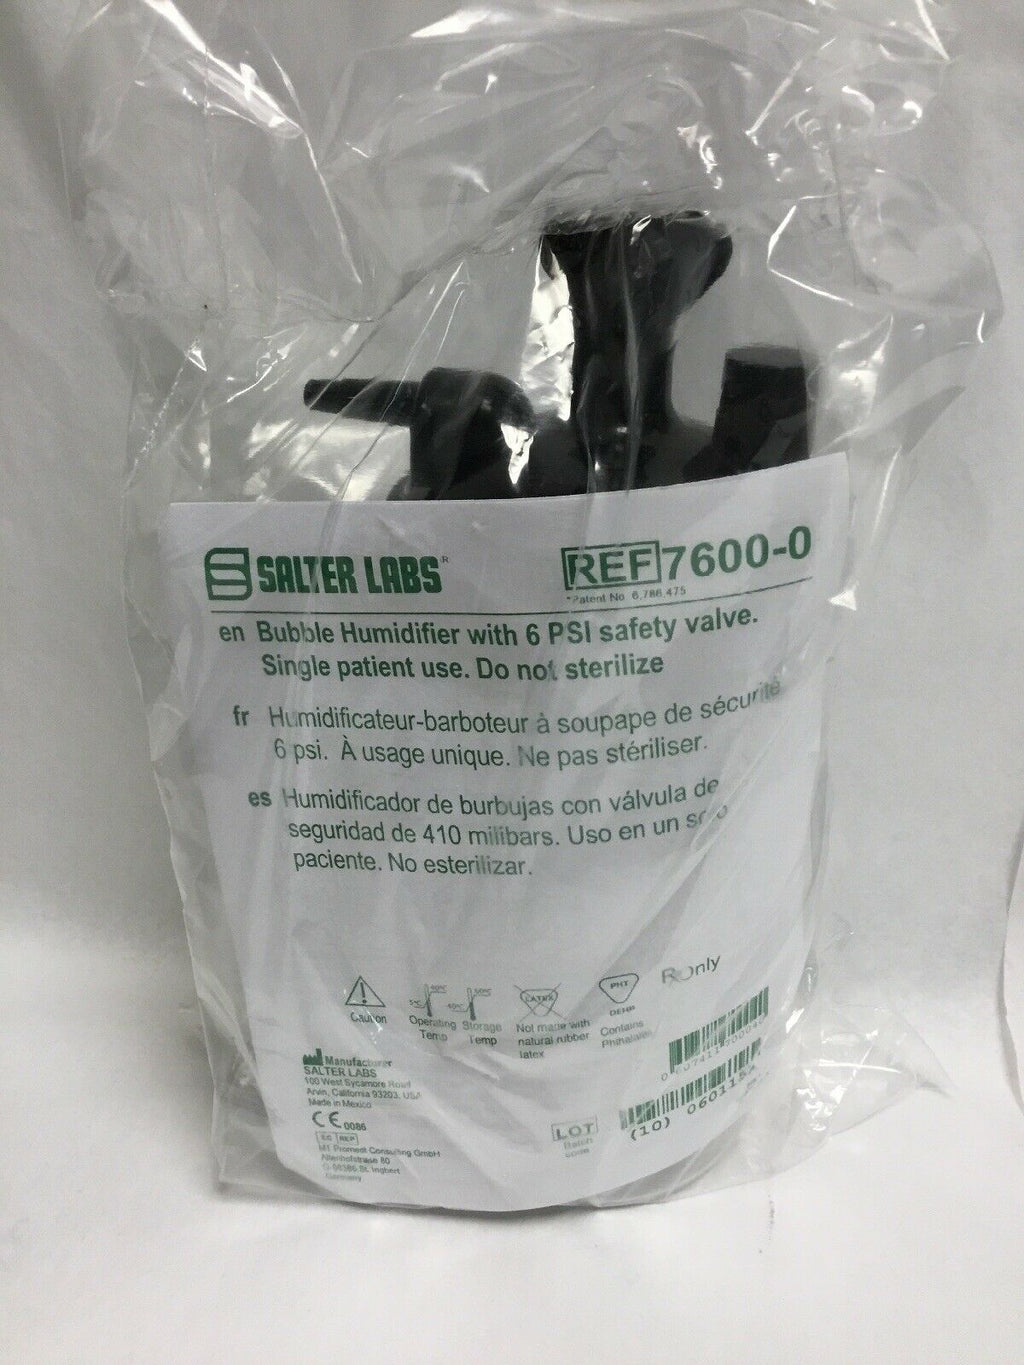 SALTER LABS®
REF 7600-0
*Patent No. 6,786,475
en Bubble Humidifier with 6 PSI safety valve.
Single patient use. Do not sterilize
fr Humidificateur-barboteur à soupape de sécurité
6 psi. À usage unique. Ne pas stériliser.
es Humidificador de burbujas con válvula de
seguridad de 410 milibars. Uso en un solo
paciente. No esterilizar.
Caution
5°C 40°C
Operating
Temp
-40°C 50°C
Storage
Temp
LATEX
Not made with
natural rubber
latex
PHT
DEHP
Contains
Phthalates
Rx only
Manufacturer
SALTER LABS
100 West Sycamore Road
Arvin, California 93203, USA
Made in Mexico
CE 0086
EC REP
Altenhofstrasse 80
St. Ingbert
Germany
LOT
Batch
code
(10)